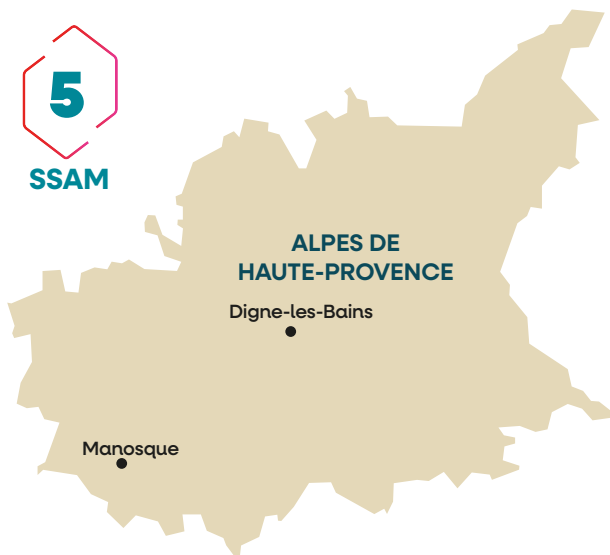 5
SSAM
ALPES DE
HAUTE-PROVENCE
Digne-les-Bains
Manosque